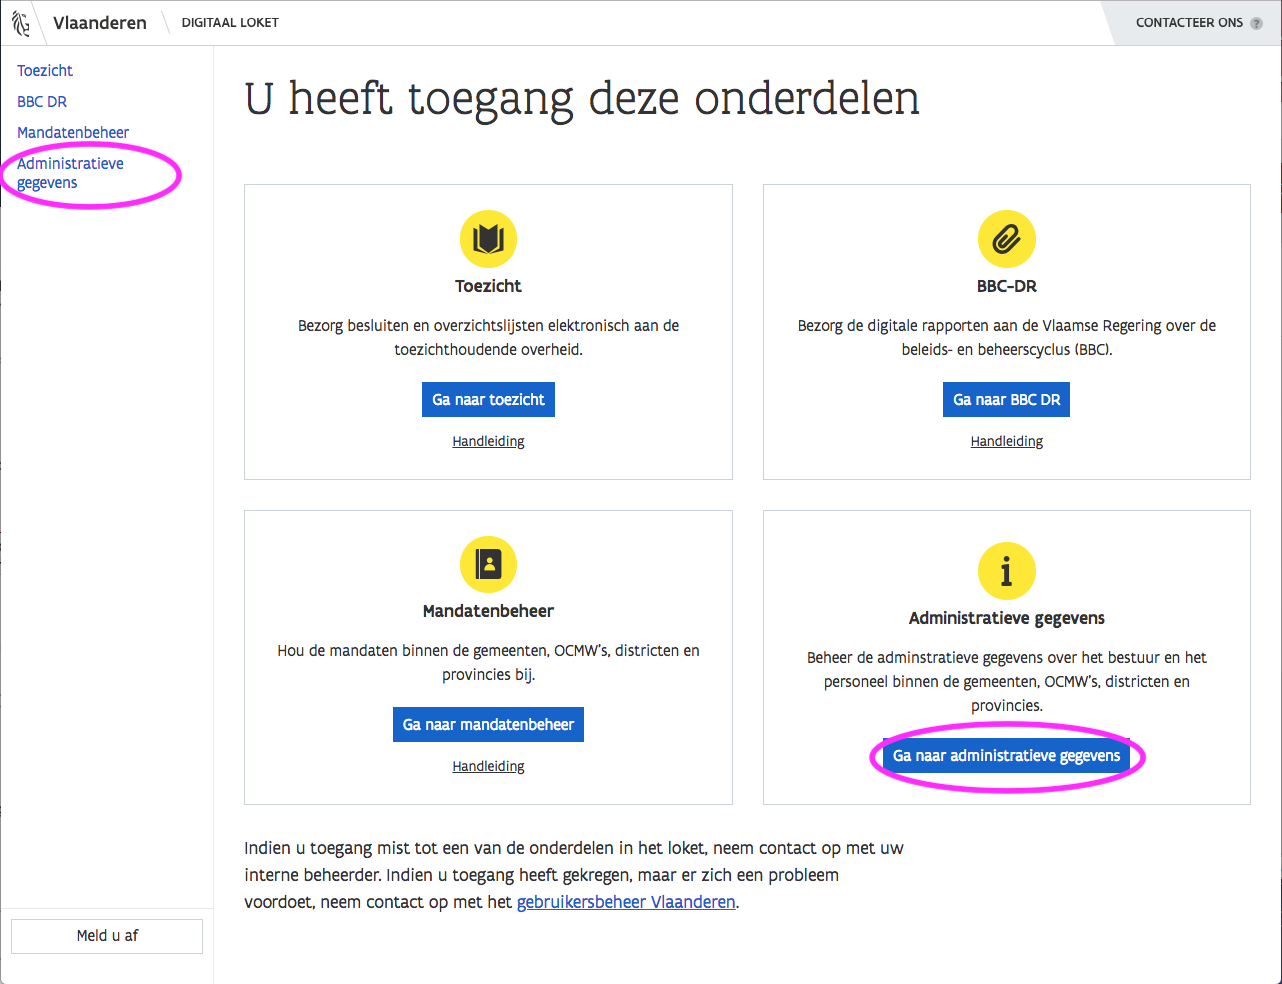 Vlaanderen
DIGITAAL LOKET
CONTACTEER ONS ?
Toezicht
BBC DR
Mandatenbeheer
Administratieve
gegevens
U heeft toegang deze onderdelen
Toezicht
Bezorg besluiten en overzichtslijsten elektronisch aan de
toezichthoudende overheid.
Ga naar toezicht
Handleiding
BBC-DR
Bezorg de digitale rapporten aan de Vlaamse Regering over de
beleids- en beheerscyclus (BBC).
Ga naar BBC DR
Handleiding
Mandatenbeheer
Hou de mandaten binnen de gemeenten, OCMW's, districten en
provincies bij.
Ga naar mandatenbeheer
Handleiding
Administratieve gegevens
Beheer de adminstratieve gegevens over het bestuur en het
personeel binnen de gemeenten, OCMW's, districten en
provincies.
Ga naar administratieve gegevens
Indien u toegang mist tot een van de onderdelen in het loket, neem contact op met uw
interne beheerder. Indien u toegang heeft gekregen, maar er zich een probleem
voordoet, neem contact op met het gebruikersbeheer Vlaanderen.
Meld u af